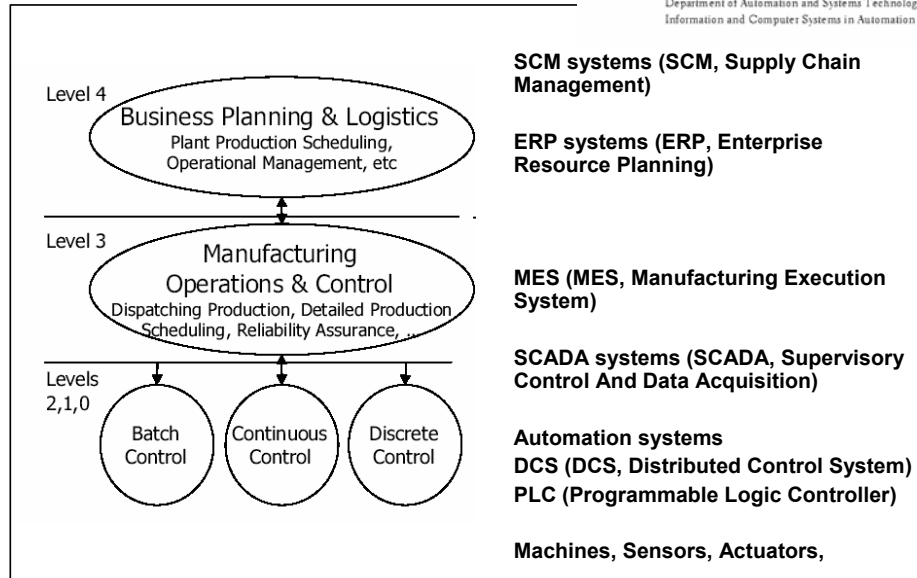 Department of Automation and Systems Technology
Information and Computer Systems in Automation
Level 4
Business Planning & Logistics
Plant Production Scheduling,
Operational Management, etc
Level 3
Manufacturing
Operations & Control
Dispatching Production, Detailed Production
Scheduling, Reliability Assurance, ...
Levels
2,1,0
Batch
Control
Continuous
Control
Discrete
Control
SCM systems (SCM, Supply Chain
Management)
ERP systems (ERP, Enterprise
Resource Planning)
MES (MES, Manufacturing Execution
System)
SCADA systems (SCADA, Supervisory
Control And Data Acquisition)
Automation systems
DCS (DCS, Distributed Control System)
PLC (Programmable Logic Controller)
Machines, Sensors, Actuators,